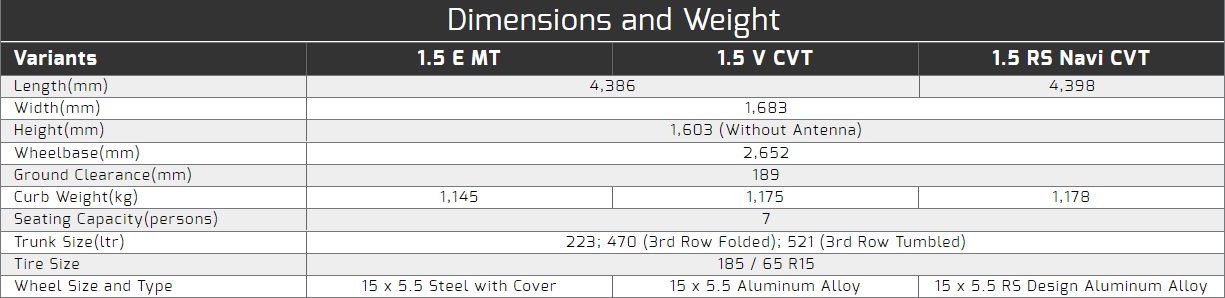 Dimensions and Weight
Variants 1.5 E MT 1.5 V CVT 1.5 RS Navi CVT
Length(mm) 4,386 4,398
Width(mm) 1,683
Height(mm) 1,603 (Without Antenna)
Wheelbase(mm) 2,652
Ground Clearance(mm) 189
Curb Weight(kg) 1,145 1,175 1,178
Seating Capacity(persons) 7
Trunk Size(ltr) 223; 470 (3rd Row Folded); 521 (3rd Row Tumbled)
Tire Size 185 / 65 R15
Wheel Size and Type 15 x 5.5 Steel with Cover 15 x 5.5 Aluminum Alloy 15 x 5.5 RS Design Aluminum Alloy